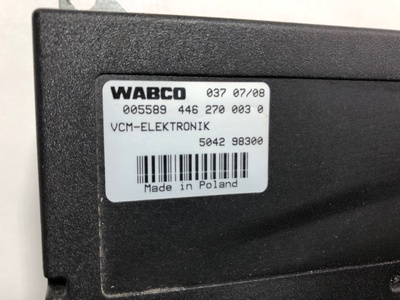 WABCO 037 07/08
005589 446 270 003 0
VCM-ELEKTRONIK
5042 98300
Made in Poland